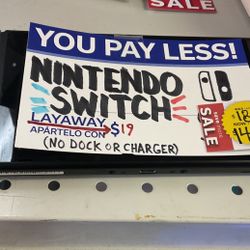 SALE
YOU PAY LESS!
NINTENDO
SWITCH
LAYAWAY
APÁRTELO CON $19
(NO DOCK OR CHARGER)
SALE